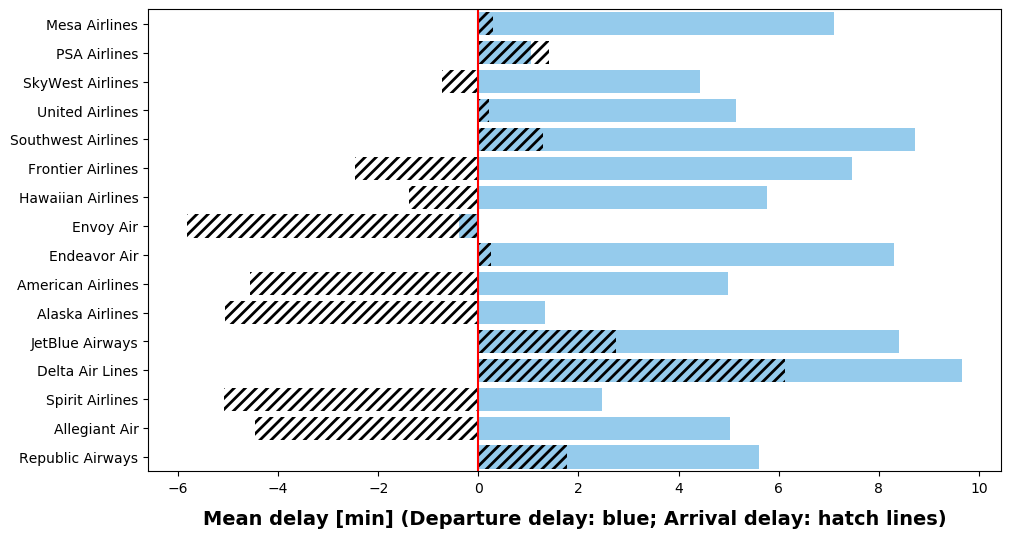 Mesa Airlines
PSA Airlines
SkyWest Airlines
United Airlines
Southwest Airlines
Frontier Airlines
Hawaiian Airlines
Envoy Air
Endeavor Air
American Airlines
Alaska Airlines
JetBlue Airways
Delta Air Lines
Spirit Airlines
Allegiant Air
Republic Airways
−6 −4 −2 0 2 4 6 8 10
Mean delay [min] (Departure delay: blue; Arrival delay: hatch lines)